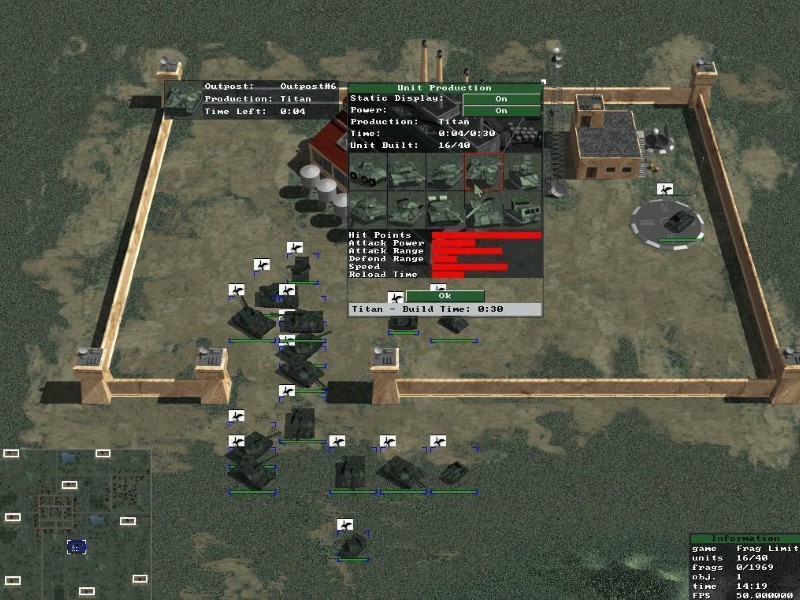 Outpost: Outpost#6
Production: Titan
Time Left: 0:04
Unit Production
Static Display: On
Power: On
Production: Titan
Time: 0:04/0:30
Unit Built: 16/40
Hit Points
Attack Power
Attack Range
Defend Range
Speed
Reload Time
Ok
Titan - Build Time: 0:30
Information
game Frag Limit
units 16/40
frags 0/1969
obj. 1
time 14:19
FPS 50.000000